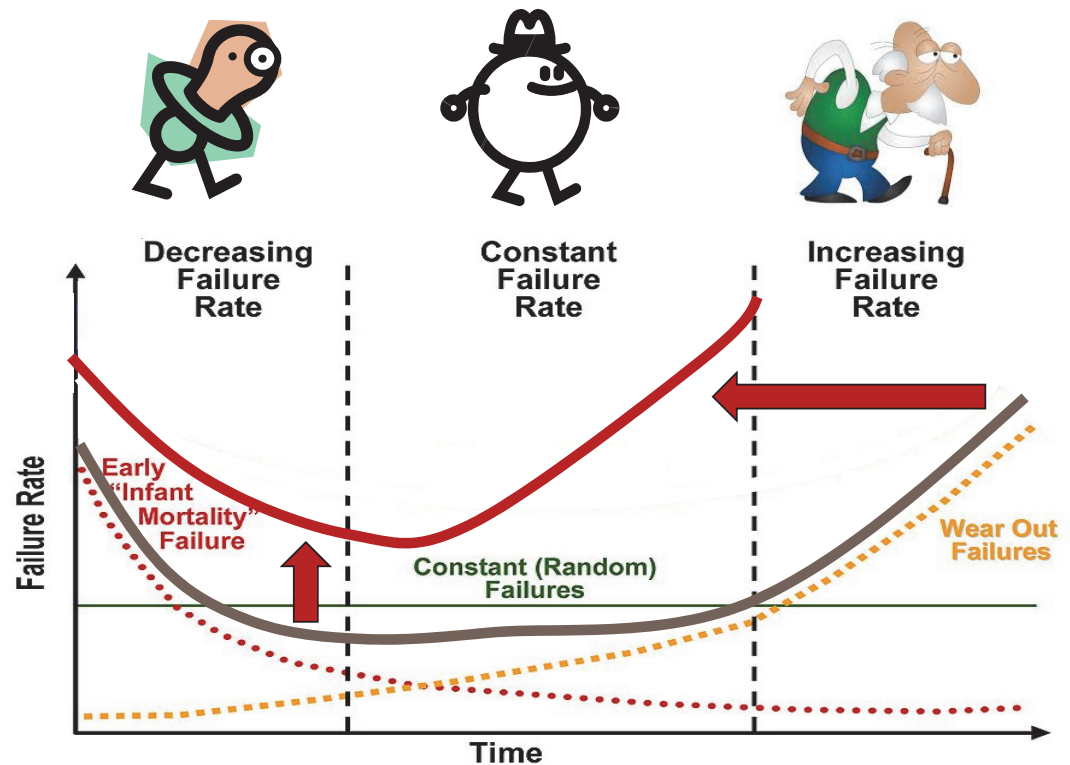 Decreasing
Failure
Rate
Constant
Failure
Rate
Increasing
Failure
Rate
Failure Rate
Early
“Infant
Mortality”
Failure
Constant (Random)
Failures
Wear Out
Failures
Time